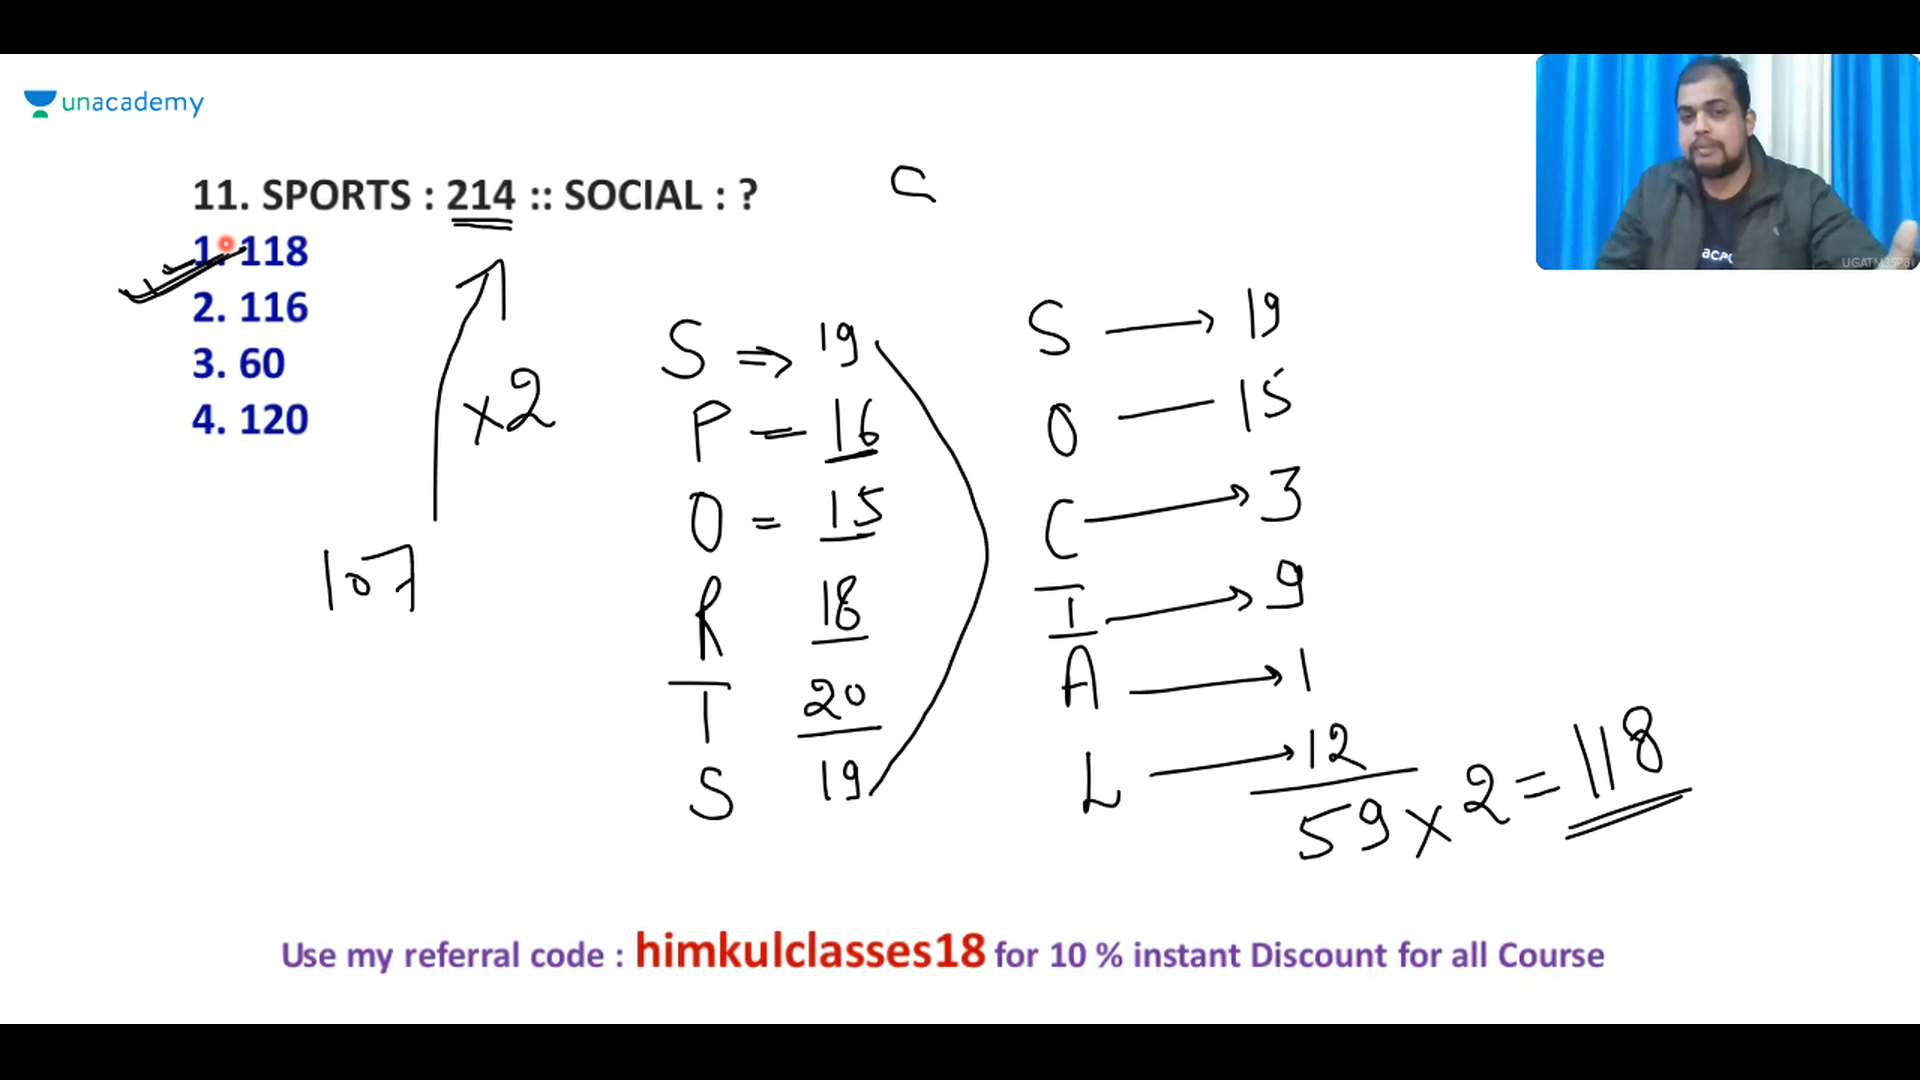 unacademy
11. SPORTS : 214 :: SOCIAL : ?
1. 118
2. 116
3. 60
4. 120
107
×2
S ⇒ 19
P = 16
O = 15
R 18
T 20
S 19
S → 19
O — 15
C → 3
I → 9
A → 1
L → 12
59 × 2 = 118
Use my referral code : himkulclasses18 for 10 % instant Discount for all Course